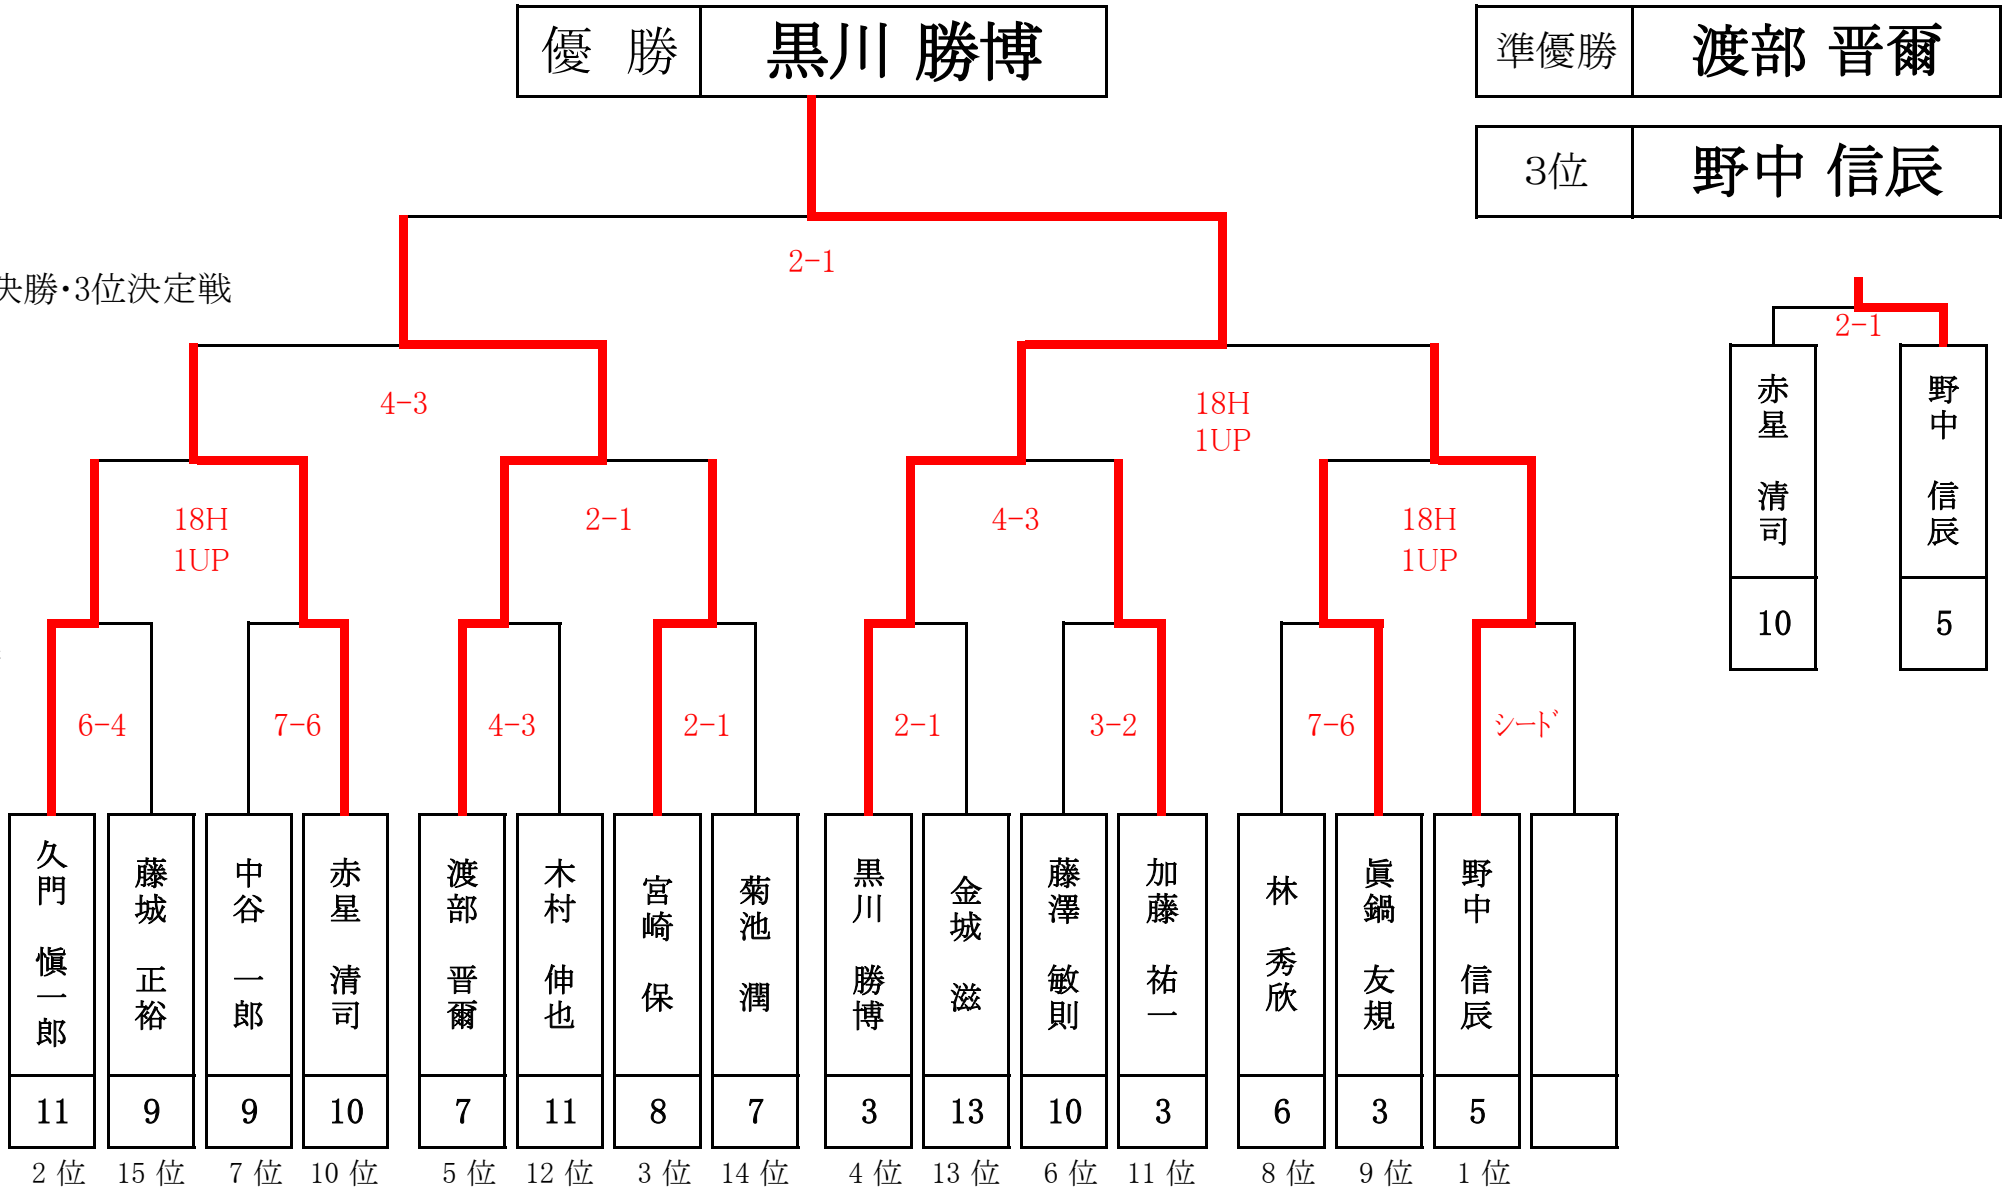 優 勝 黒川 勝博
準優勝 渡部 晋爾
3位 野中 信辰
2-1
決勝・3位決定戦
2-1
4-3
18H
1UP
18H
1UP
2-1
4-3
18H
1UP
6-4
7-6
4-3
2-1
2-1
3-2
7-6
シード
赤星 清司
野中 信辰
10
5
久門 愼一郎
藤城 正裕
中谷 一郎
赤星 清司
渡部 晋爾
木村 伸也
宮崎 保
菊池 潤
黒川 勝博
金城 滋
藤澤 敏則
加藤 祐一
林 秀欣
眞鍋 友規
野中 信辰
11 9 9 10 7 11 8 7 3 13 10 3 6 3 5
2 位 15 位 7 位 10 位 5 位 12 位 3 位 14 位 4 位 13 位 6 位 11 位 8 位 9 位 1 位